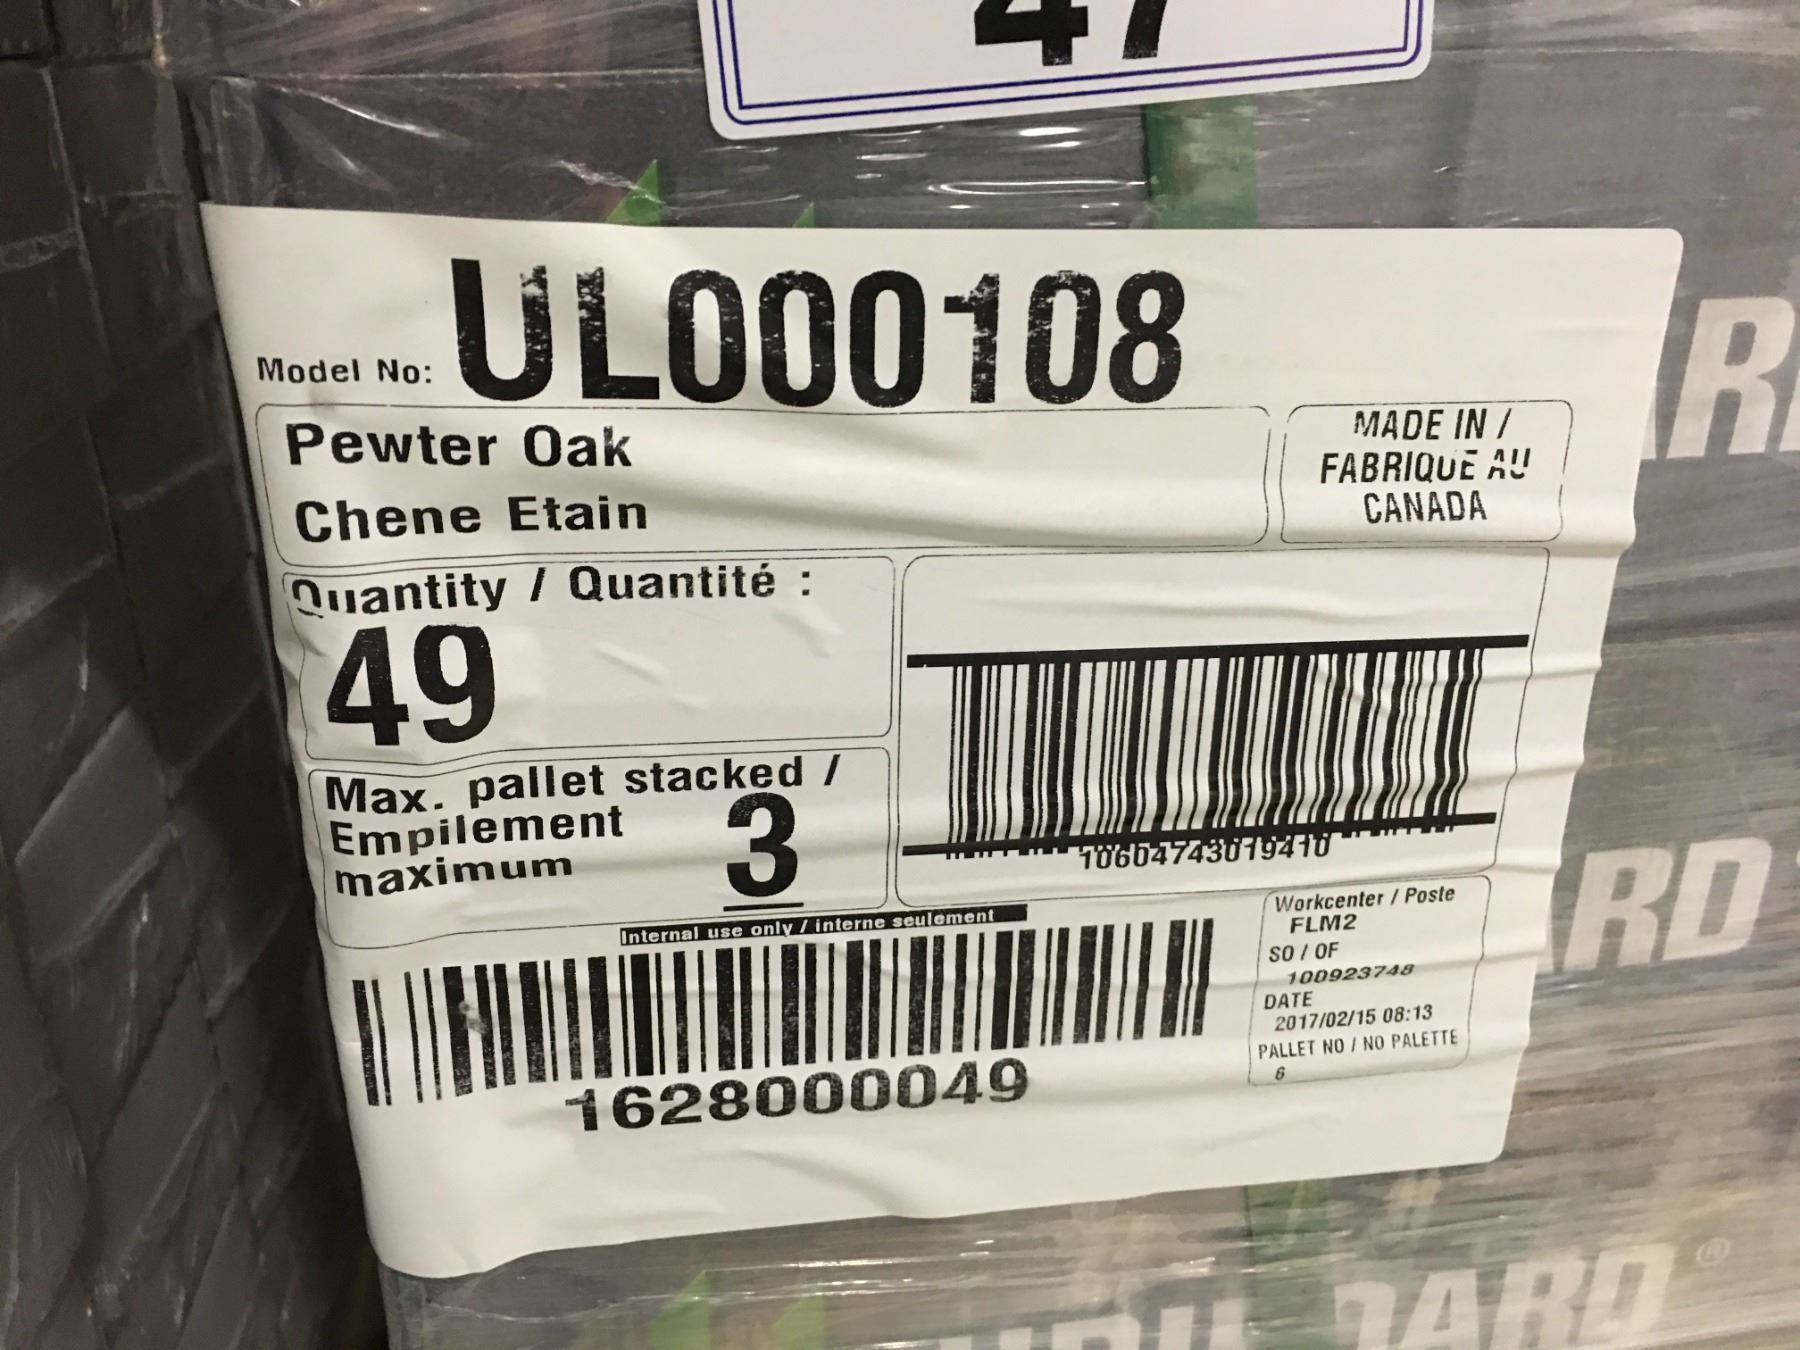 47
Model No: UL000108
Pewter Oak
Chene Etain
MADE IN /
FABRIQUE AU
CANADA
Quantity / Quantité :
49
Max. pallet stacked /
Empilement
maximum
3
10604743019410
Internal use only / interne seulement
1628000049
Workcenter / Poste
FLM2
SO / OF
100923748
DATE
2017/02/15 08:13
PALLET NO / NO PALETTE
6